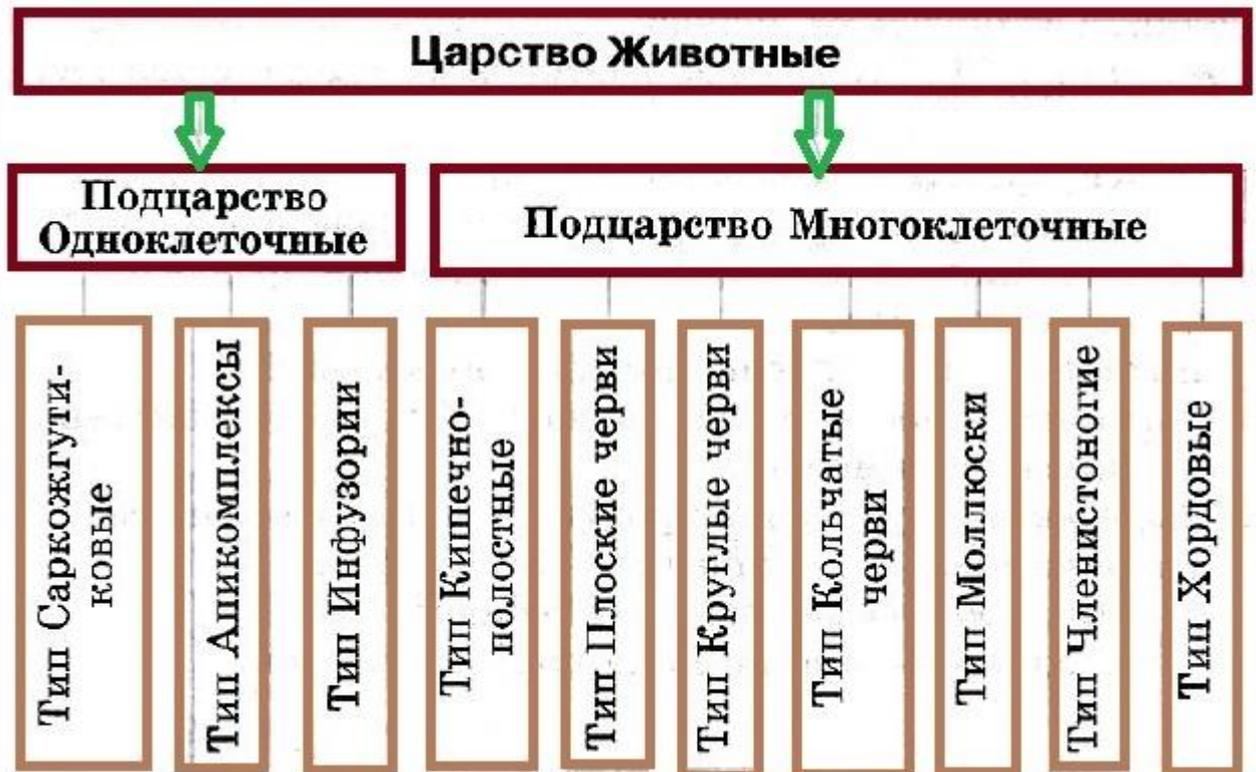 Царство Животные
Подцарство
Одноклеточные
Подцарство Многоклеточные
Тип Саркожгути-
ковые
Тип Апикомплексы
Тип Инфузории
Тип Кипечно-
полостные
Тип Плоские черви
Тип Круглые черви
Тип Кольчатые
черви
Тип Моллюски
Тип Членистоногие
Тип Хордовые